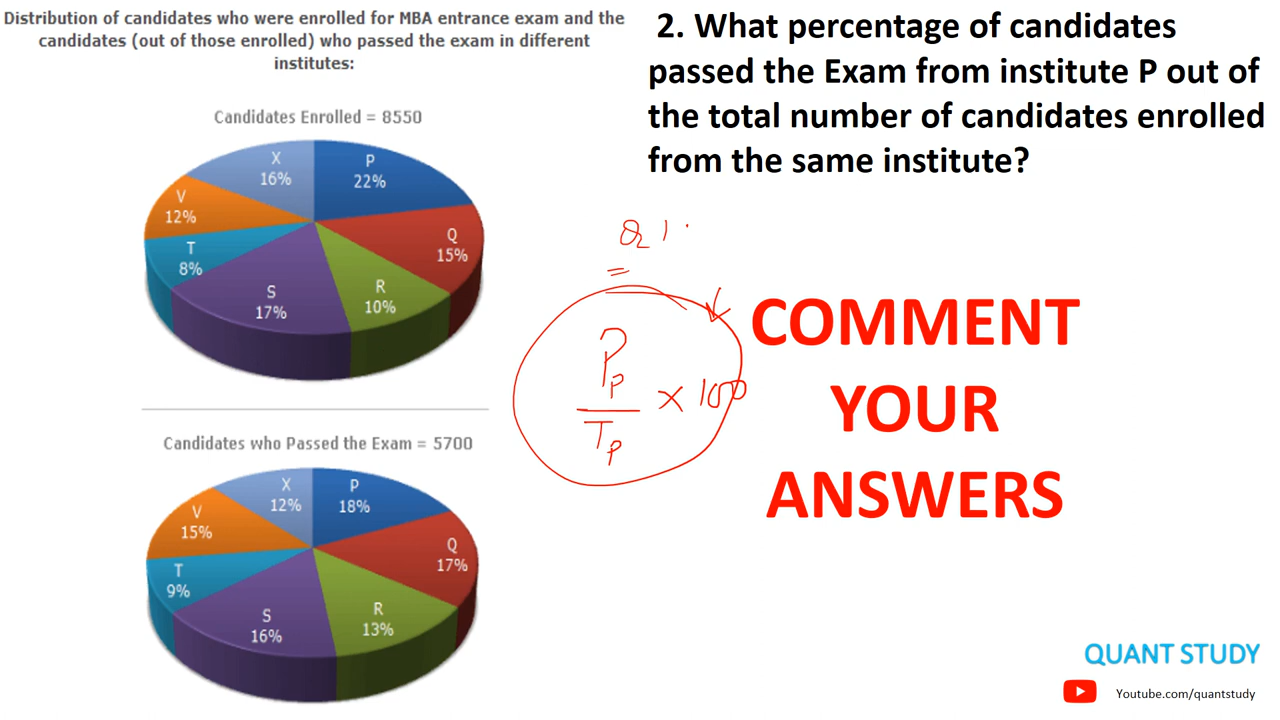 Distribution of candidates who were enrolled for MBA entrance exam and the
candidates (out of those enrolled) who passed the exam in different
institutes:
Candidates Enrolled = 8550
X
16%
P
22%
V
12%
Q
15%
T
8%
S
17%
R
10%
Candidates who Passed the Exam = 5700
X
12%
P
18%
V
15%
Q
17%
T
9%
S
16%
R
13%
2. What percentage of candidates
passed the Exam from institute P out of
the total number of candidates enrolled
from the same institute?
P
P
T
P
× 100
COMMENT
YOUR
ANSWERS
QUANT STUDY
Youtube.com/quantstudy